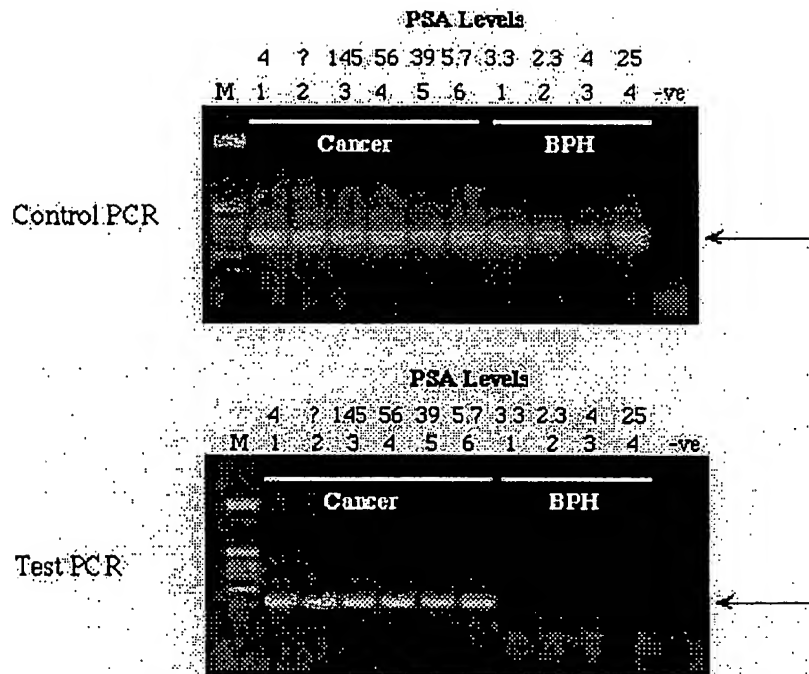 PSA Levels
4 ? 145 56 39 5.7 3.3 2.3 4 25
M 1 2 3 4 5 6 1 2 3 4 -ve
Cancer BPH
Control PCR
PSA Levels
4 ? 145 56 39 5.7 3.3 2.3 4 25
M 1 2 3 4 5 6 1 2 3 4 -ve
Cancer BPH
Test PCR